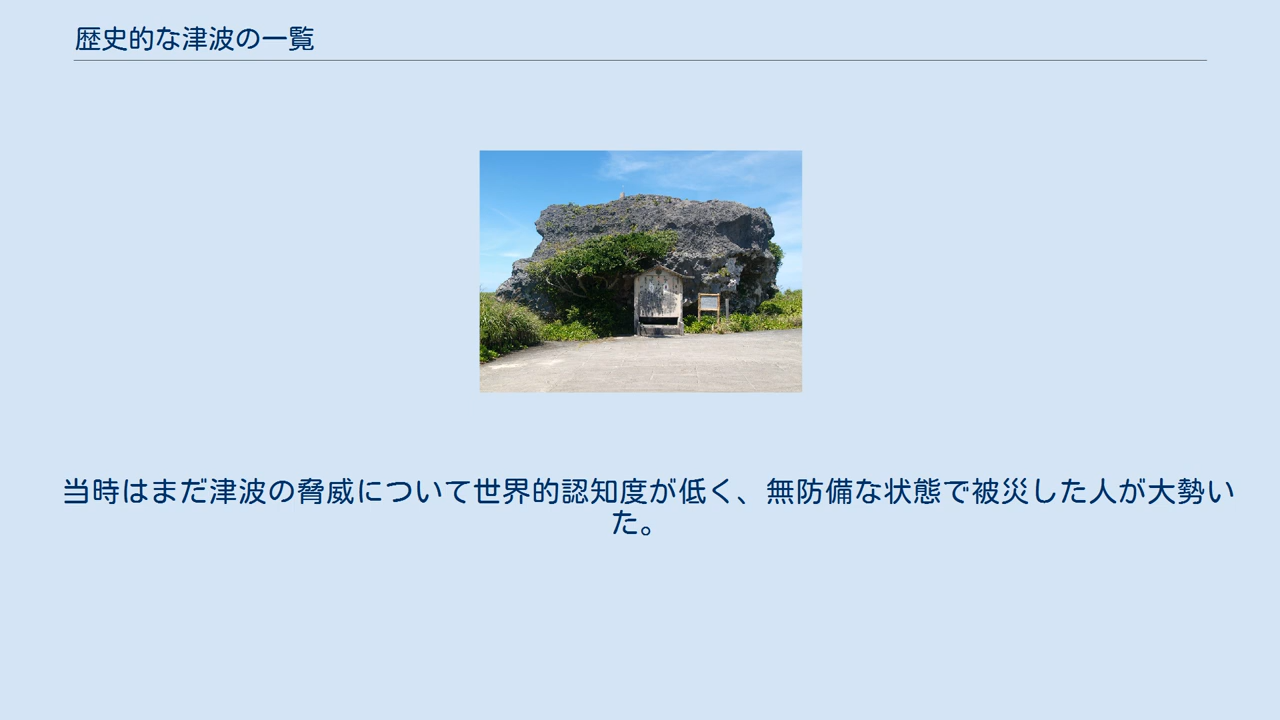 歴史的な津波の一覧
当時はまだ津波の脅威について世界的認知度が低く、無防備な状態で被災した人が大勢い
た。